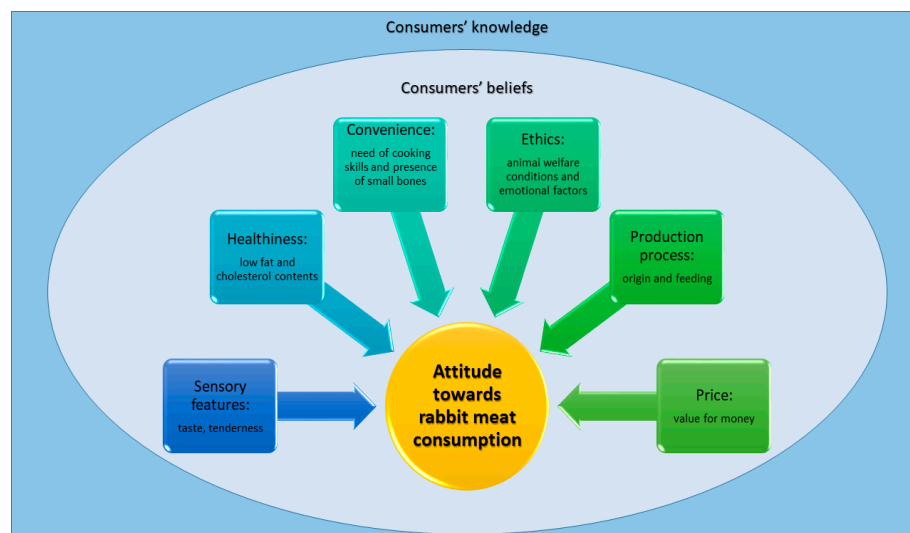 Consumers' knowledge
Consumers' beliefs
Convenience:
need of cooking
skills and presence
of small bones
Ethics:
animal welfare
conditions and
emotional factors
Healthiness:
low fat and
cholesterol contents
Production
process:
origin and feeding
Sensory
features:
taste, tenderness
Attitude
towards
rabbit meat
consumption
Price:
value for money